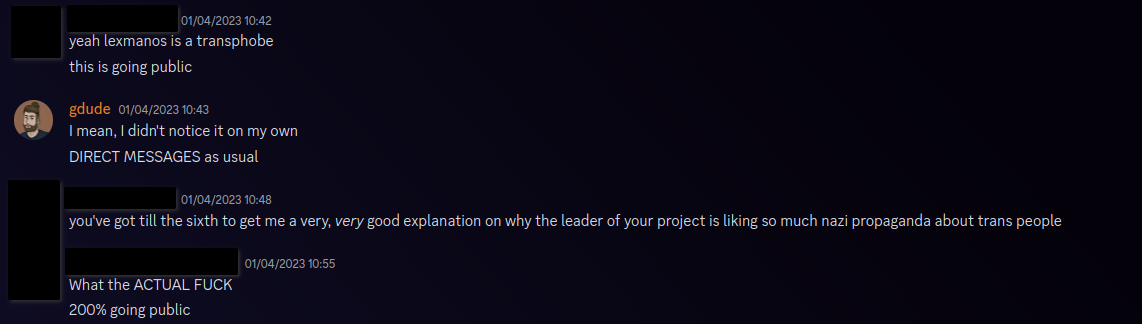 01/04/2023 10:42
yeah lexmanos is a transphobe
this is going public
gdude 01/04/2023 10:43
I mean, I didn't notice it on my own
DIRECT MESSAGES as usual
01/04/2023 10:48
you've got till the sixth to get me a very, very good explanation on why the leader of your project is liking so much nazi propaganda about trans people
01/04/2023 10:55
What the ACTUAL FUCK
200% going public